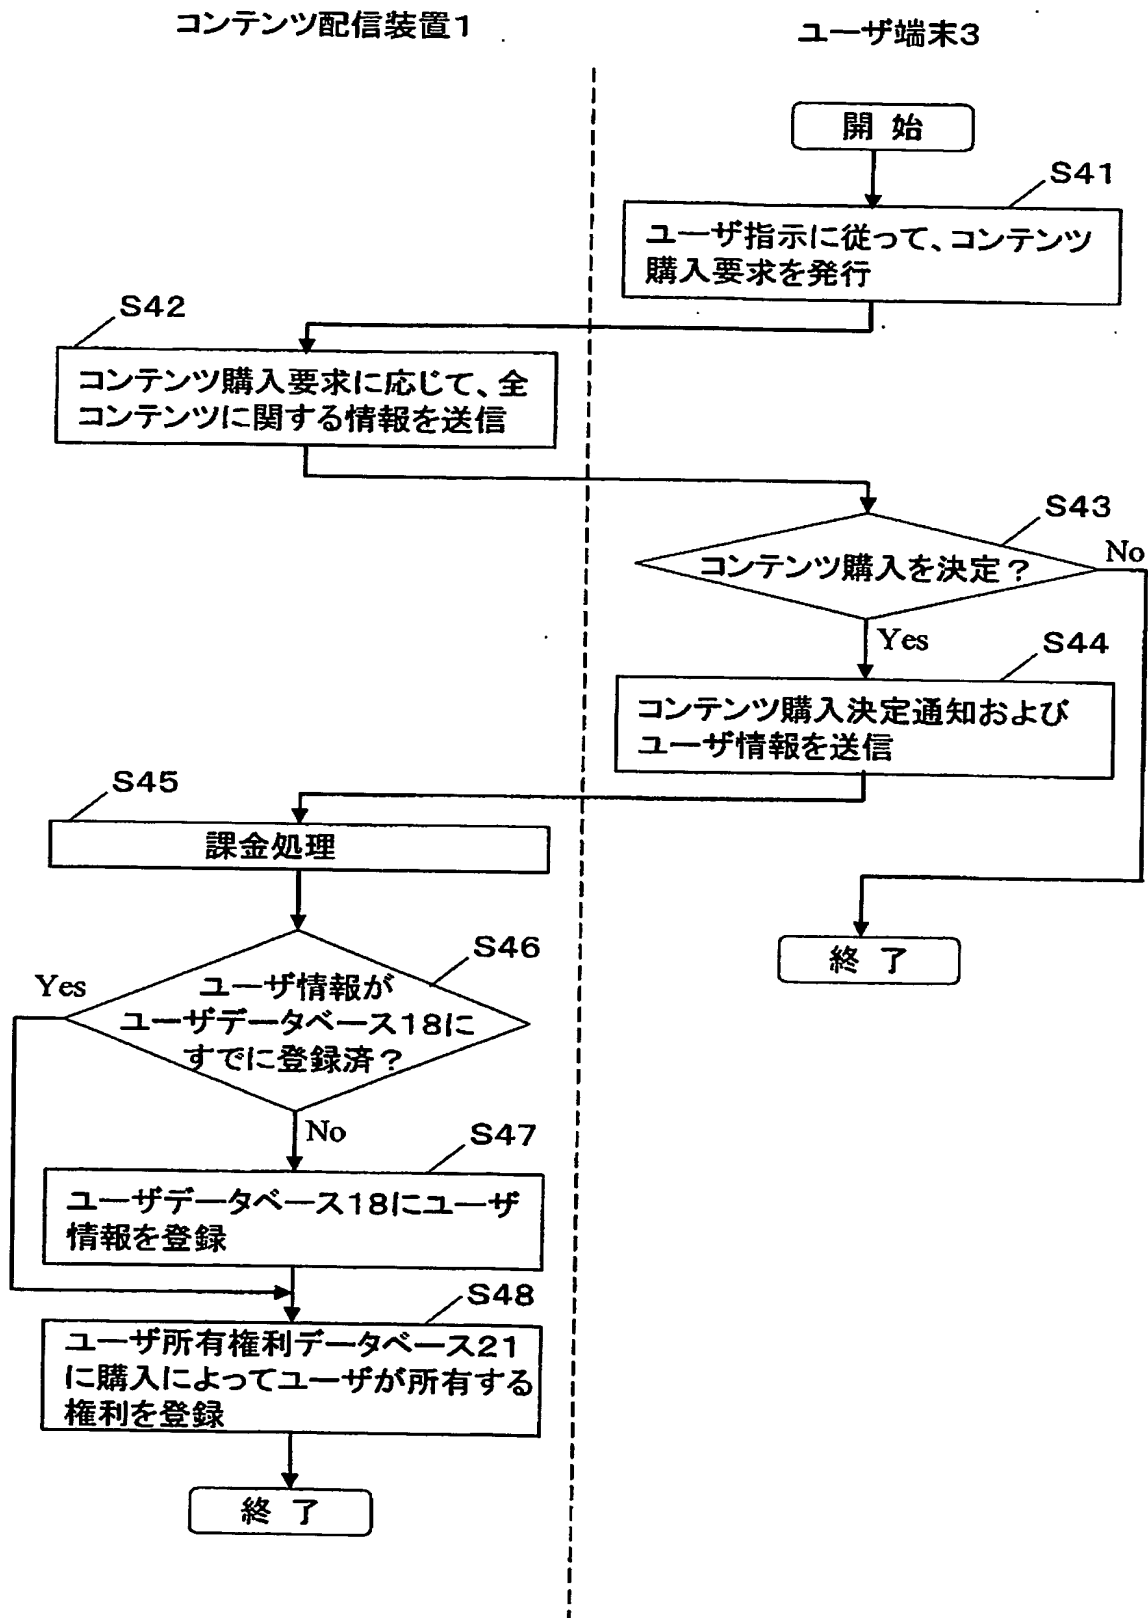 コンテンツ配信装置1
ユーザ端末3
開 始
S41
ユーザ指示に従って、コンテンツ
購入要求を発行
S42
コンテンツ購入要求に応じて、全
コンテンツに関する情報を送信
S43
コンテンツ購入を決定？
No
Yes
S44
コンテンツ購入決定通知および
ユーザ情報を送信
S45
課金処理
終 了
S46
Yes
ユーザ情報が
ユーザデータベース18に
すでに登録済？
No
S47
ユーザデータベース18にユーザ
情報を登録
S48
ユーザ所有権利データベース21
に購入によってユーザが所有する
権利を登録
終 了